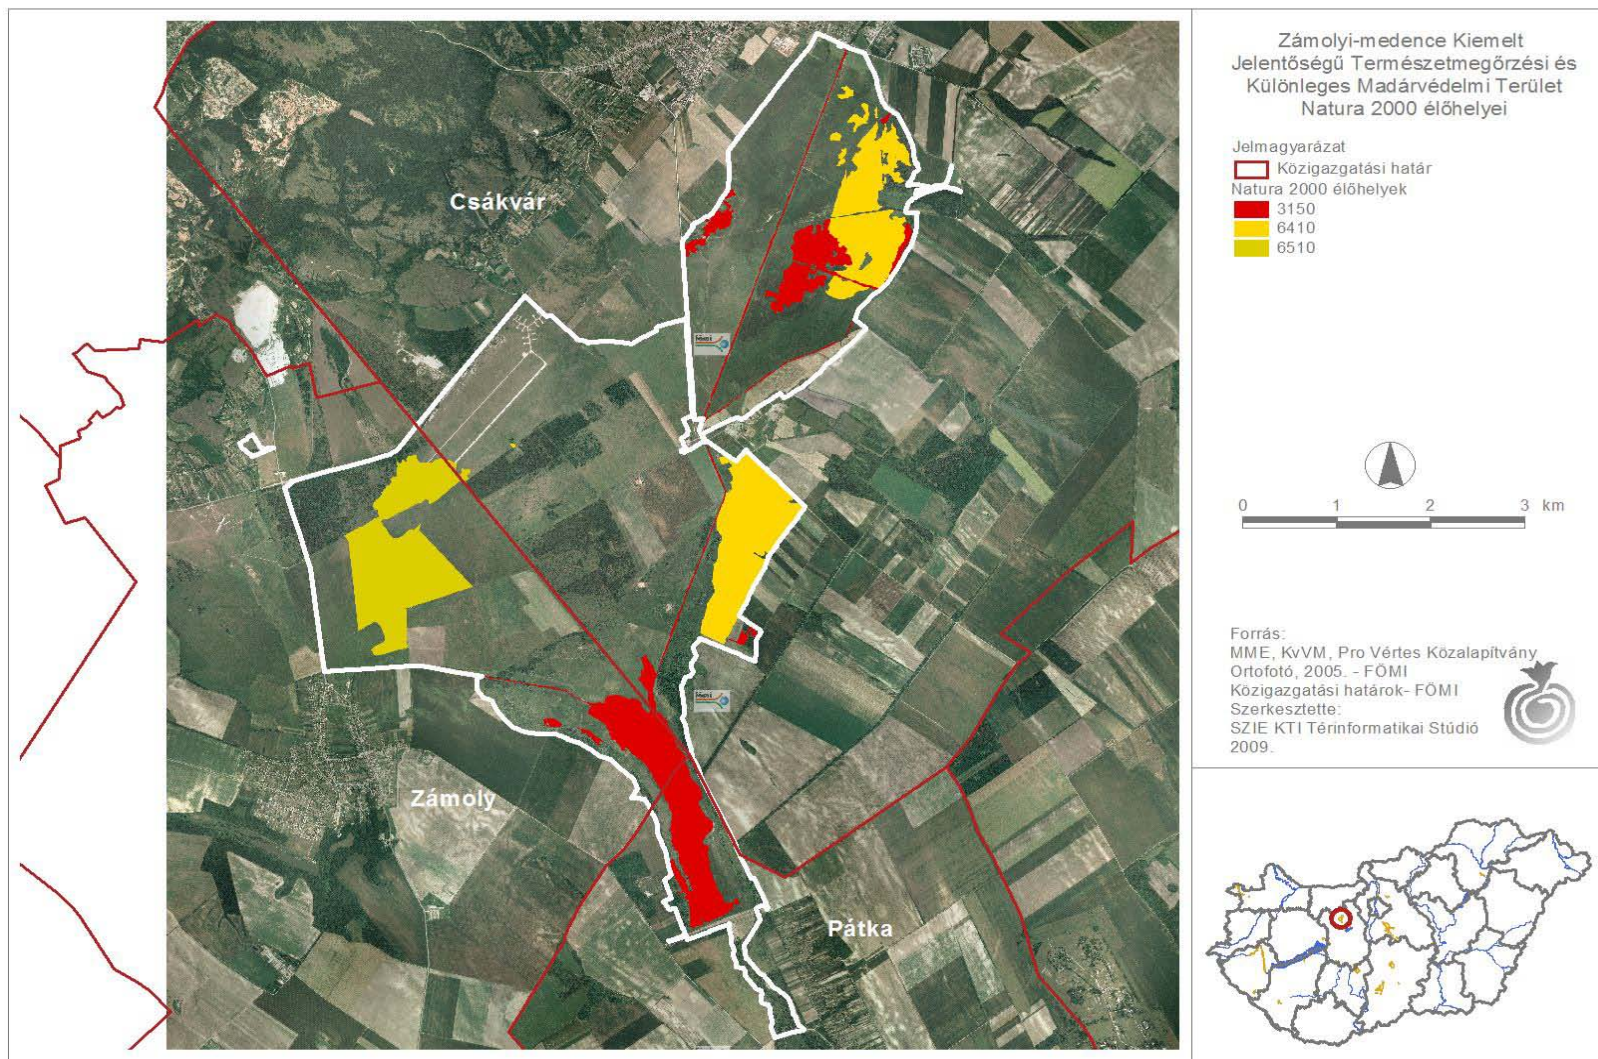 Zámolyi-medence Kiemelt
Jelentőségű Természetmegőrzési és
Különleges Madárvédelmi Terület
Natura 2000 élőhelyei
Jelmagyarázat
Közigazgatási határ
Natura 2000 élőhelyek
3150
6410
6510
0 1 2 3 km
Forrás:
MME, KvVM, Pro Vértes Közalapítvány
Ortofotó, 2005. - FÖMI
Közigazgatási határok- FÖMI
Szerkesztette:
SZIE KTI Térinformatikai Stúdió
2009.
Csákvár
Zámoly
Pátka